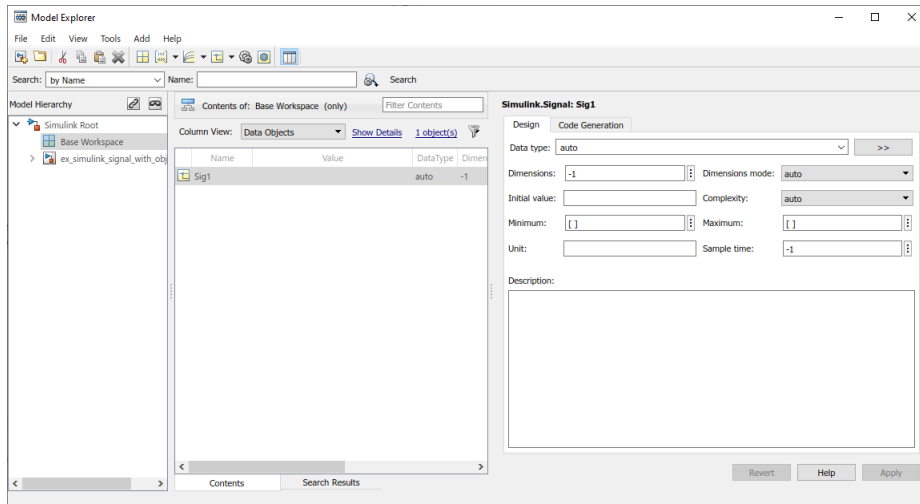 Model Explorer
File Edit View Tools Add Help
Search: by Name Name: Search
Model Hierarchy
Simulink Root
Base Workspace
ex_simulink_signal_with_obj
Contents of: Base Workspace (only) Filter Contents
Column View: Data Objects Show Details 1 object(s)
Name Value DataType Dimen
Sig1 auto -1
Contents Search Results
Simulink.Signal: Sig1
Design Code Generation
Data type: auto >>
Dimensions: -1 Dimensions mode: auto
Initial value: Complexity: auto
Minimum: [ ] Maximum: [ ]
Unit: Sample time: -1
Description:
Revert Help Apply